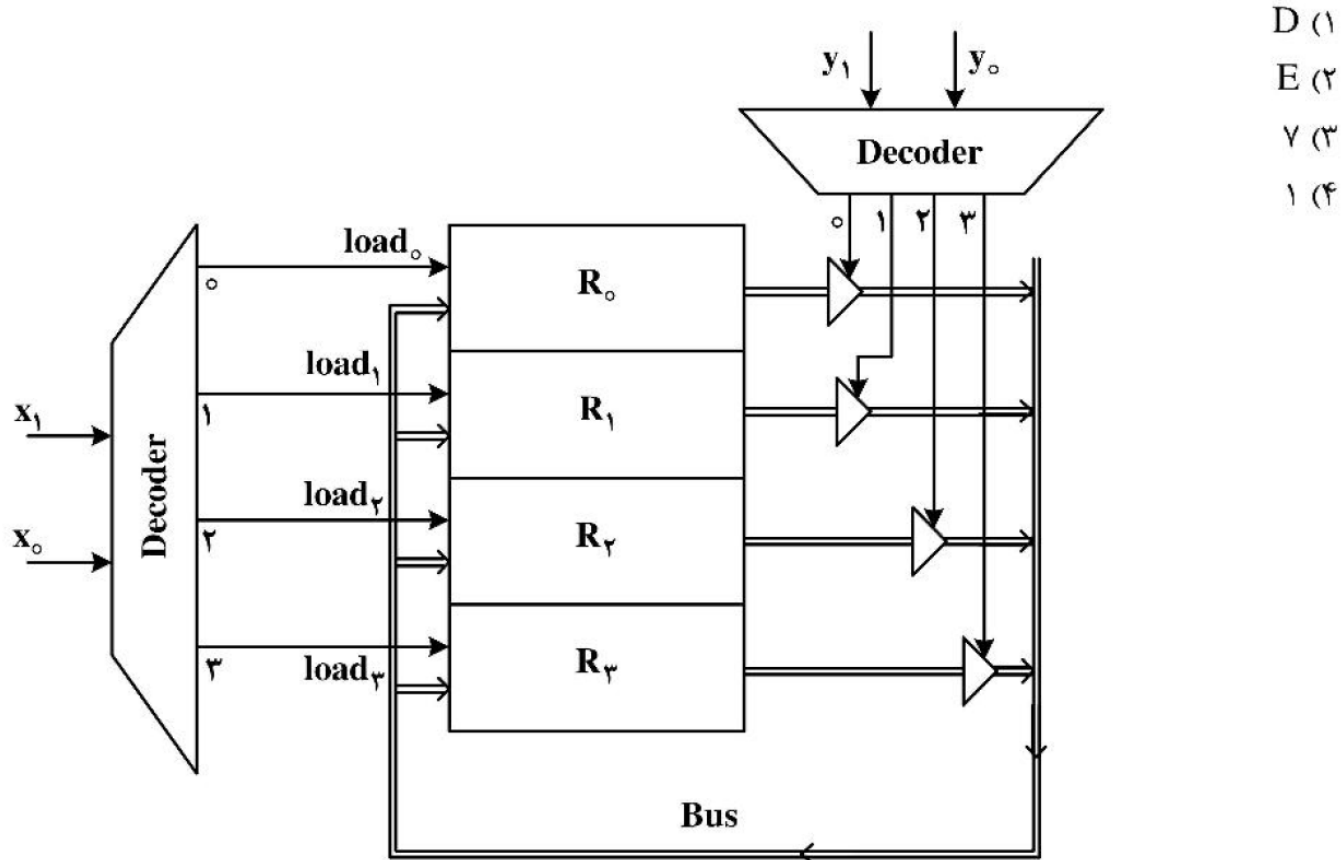 D (۱
E (۲
۷ (۳
۱ (۴
y۱ y۰
Decoder
۰ ۱ ۲ ۳
load۰
R۰
۰
load۱
R۱
۱
x۱
Decoder
load۲
R۲
۲
x۰
R۳
۳
load۳
Bus